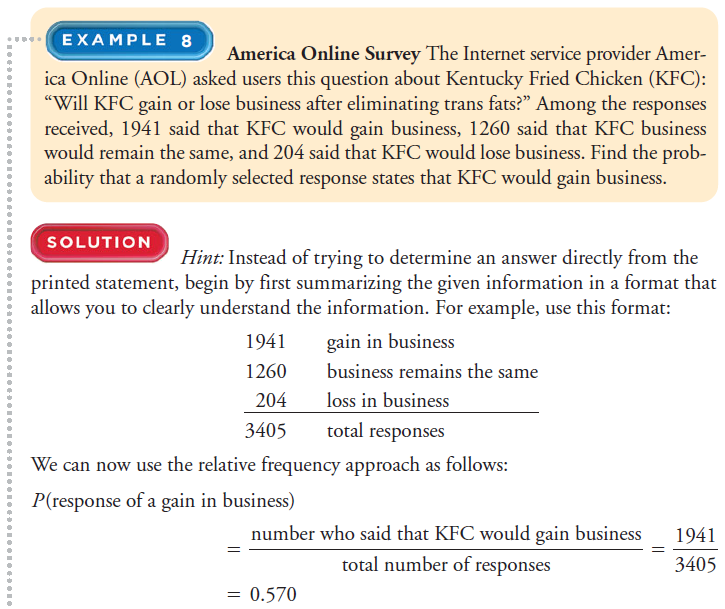 EXAMPLE 8
America Online Survey The Internet service provider Amer-
ica Online (AOL) asked users this question about Kentucky Fried Chicken (KFC):
“Will KFC gain or lose business after eliminating trans fats?” Among the responses
received, 1941 said that KFC would gain business, 1260 said that KFC business
would remain the same, and 204 said that KFC would lose business. Find the prob-
ability that a randomly selected response states that KFC would gain business.
SOLUTION
Hint: Instead of trying to determine an answer directly from the
printed statement, begin by first summarizing the given information in a format that
allows you to clearly understand the information. For example, use this format:
1941 gain in business
1260 business remains the same
204 loss in business
3405 total responses
We can now use the relative frequency approach as follows:
P(response of a gain in business)
= number who said that KFC would gain business / total number of responses = 1941 / 3405
= 0.570